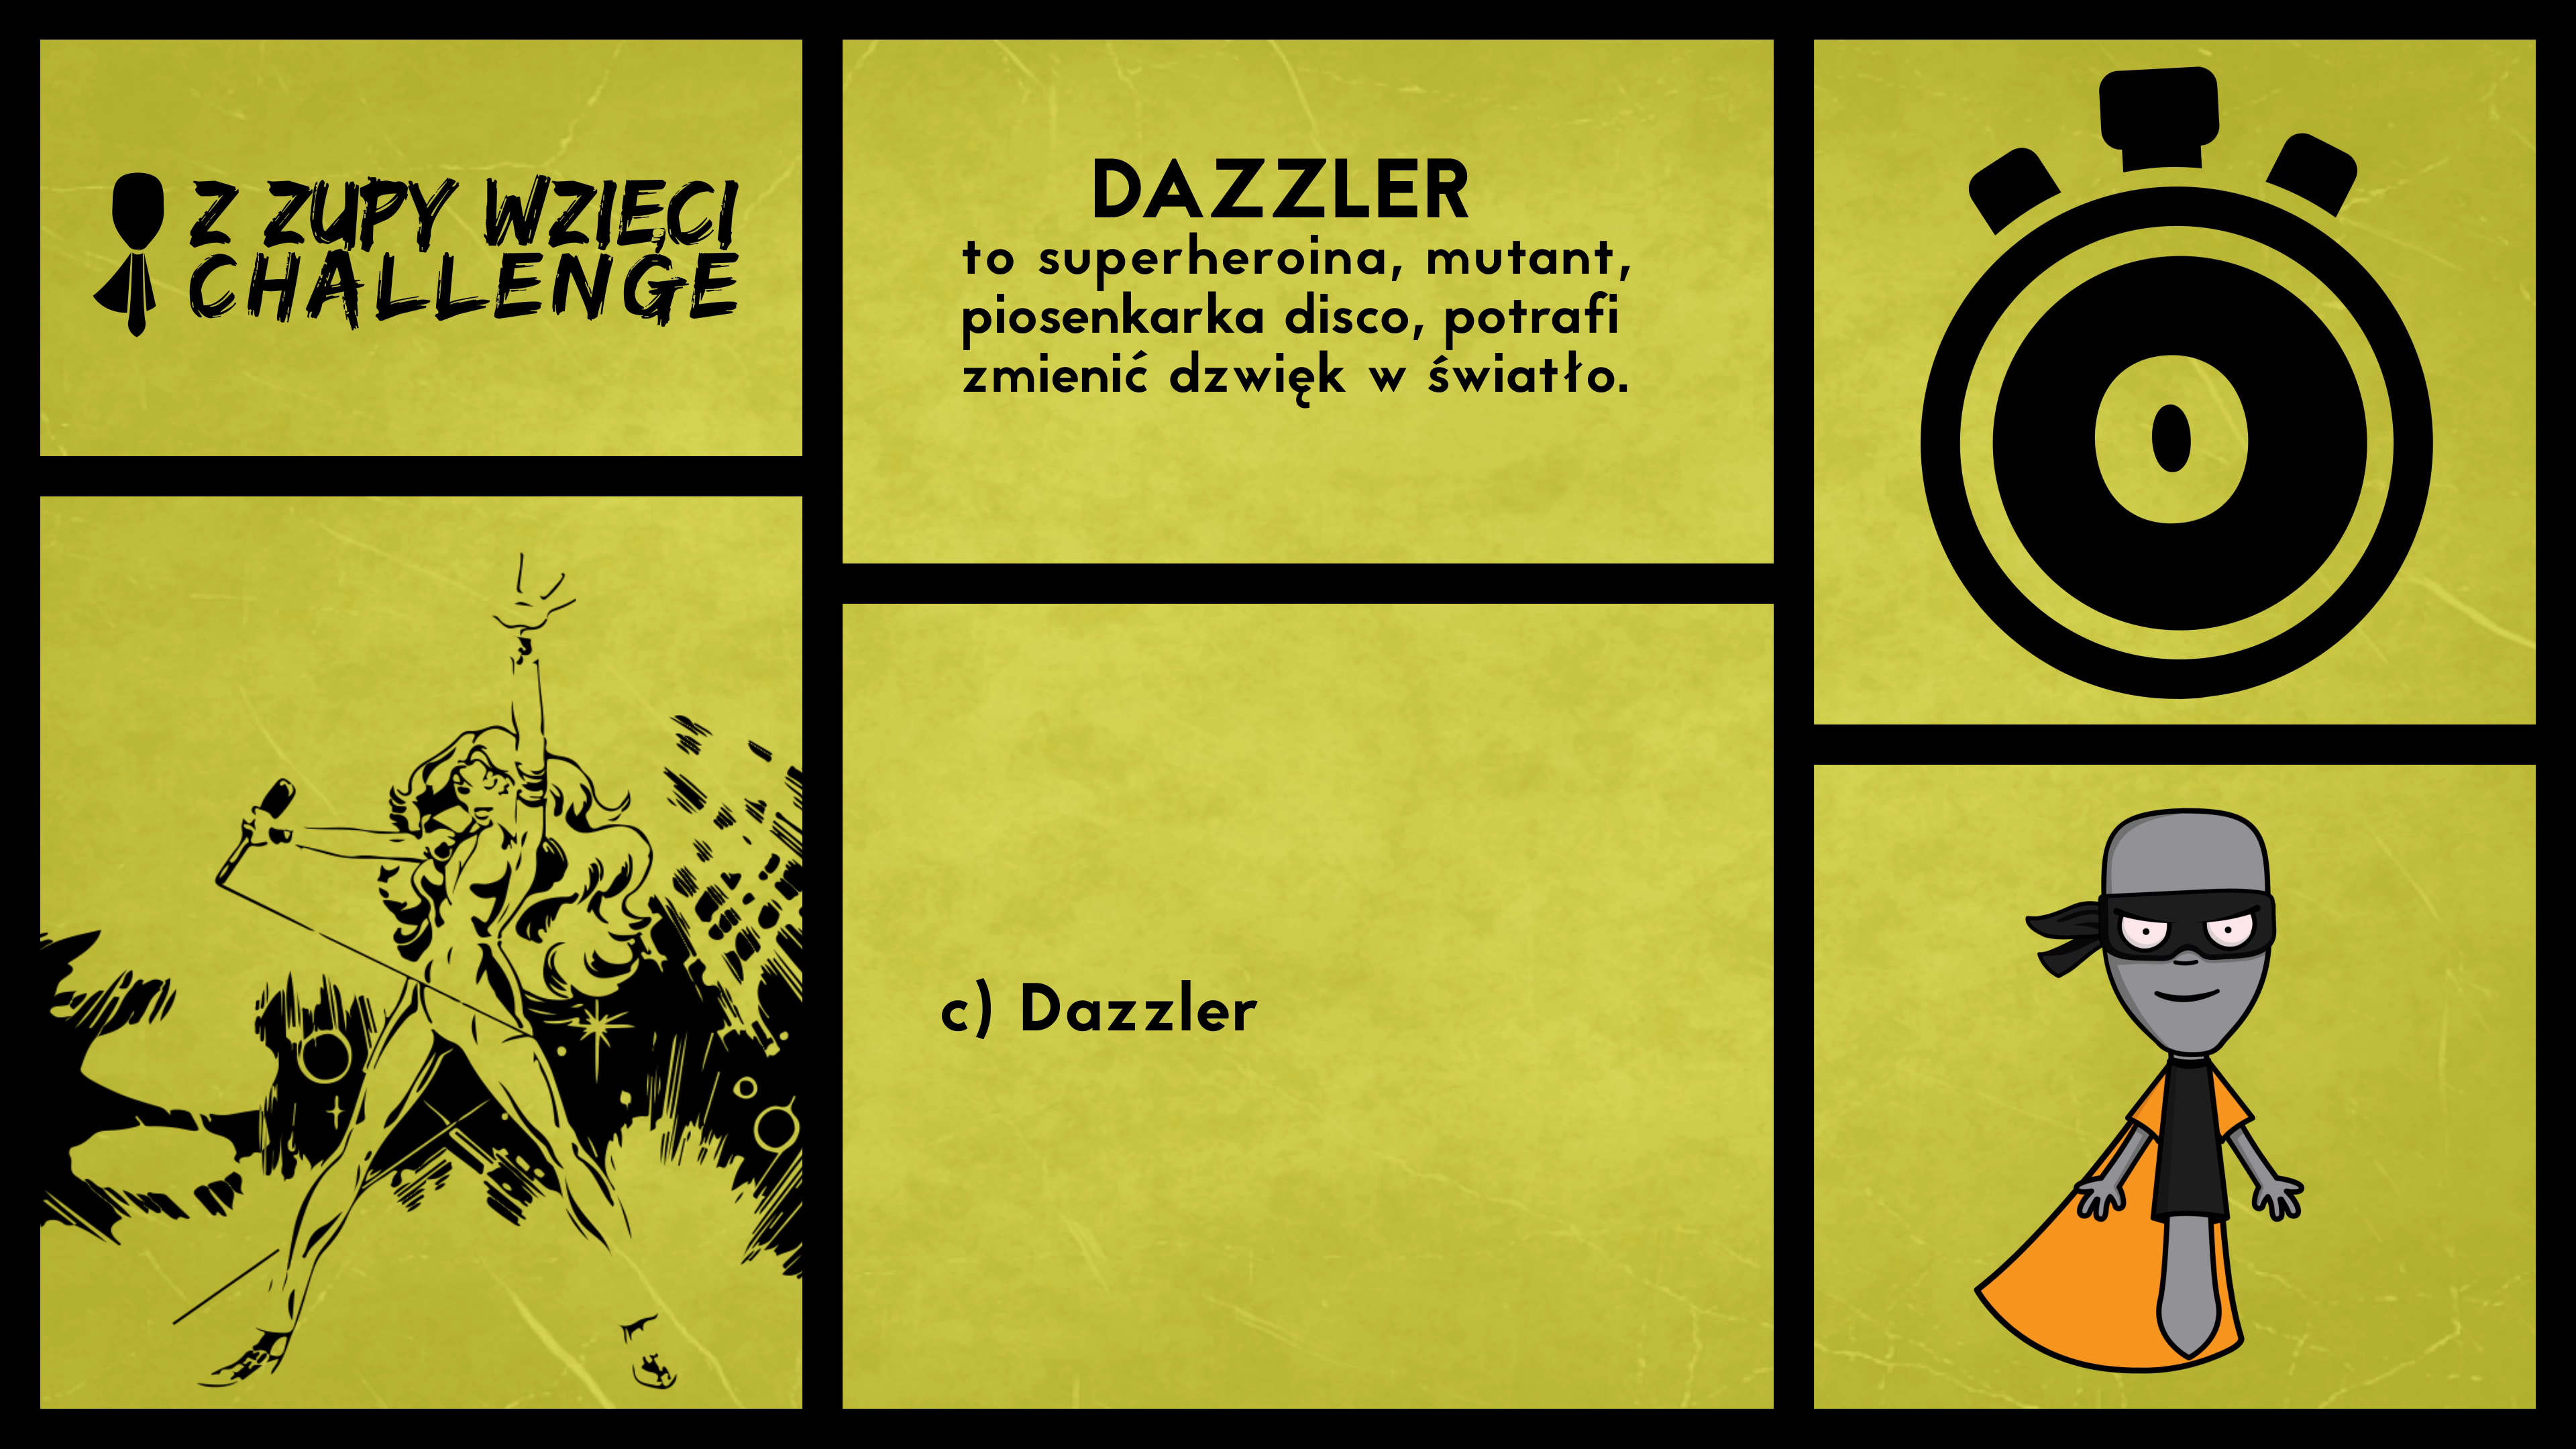 Z ZUPY WZIĘCI
CHALLENGE
DAZZLER
to superheroina, mutant,
piosenkarka disco, potrafi
zmienić dzwięk w światło.
0
c) Dazzler